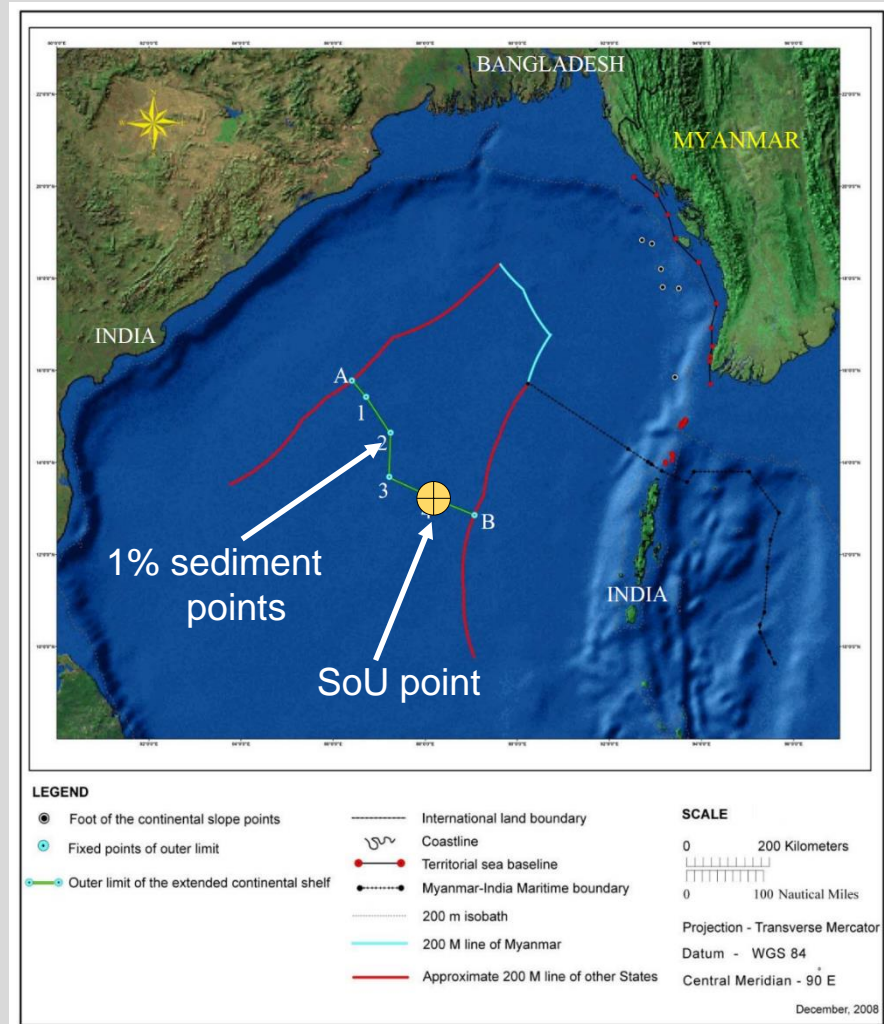 BANGLADESH
MYANMAR
INDIA
A
1
2
3
B
1% sediment
points
INDIA
SoU point
LEGEND
Foot of the continental slope points
Fixed points of outer limit
Outer limit of the extended continental shelf
International land boundary
Coastline
Territorial sea baseline
Myanmar-India Maritime boundary
200 m isobath
200 M line of Myanmar
Approximate 200 M line of other States
SCALE
0 200 Kilometers
0 100 Nautical Miles
Projection - Transverse Mercator
Datum - WGS 84
Central Meridian - 90° E
December, 2008